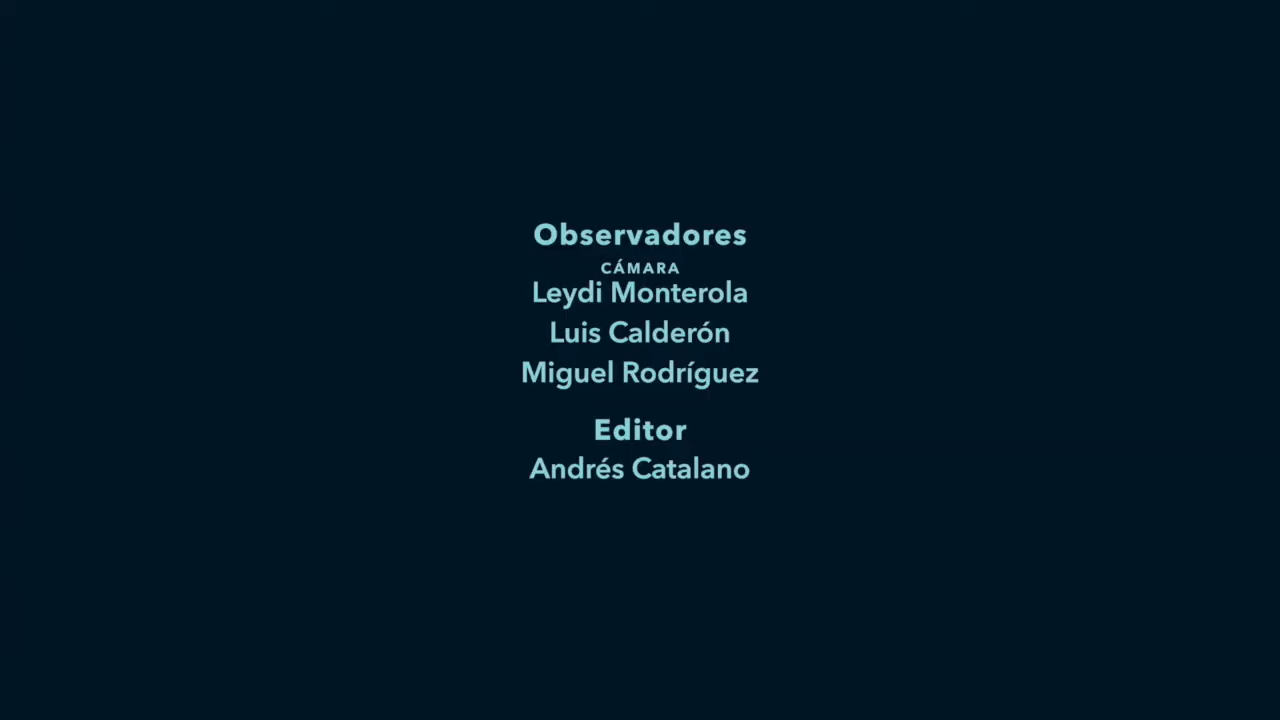 Observadores
CÁMARA
Leydi Monterola
Luis Calderón
Miguel Rodríguez
Editor
Andrés Catalano